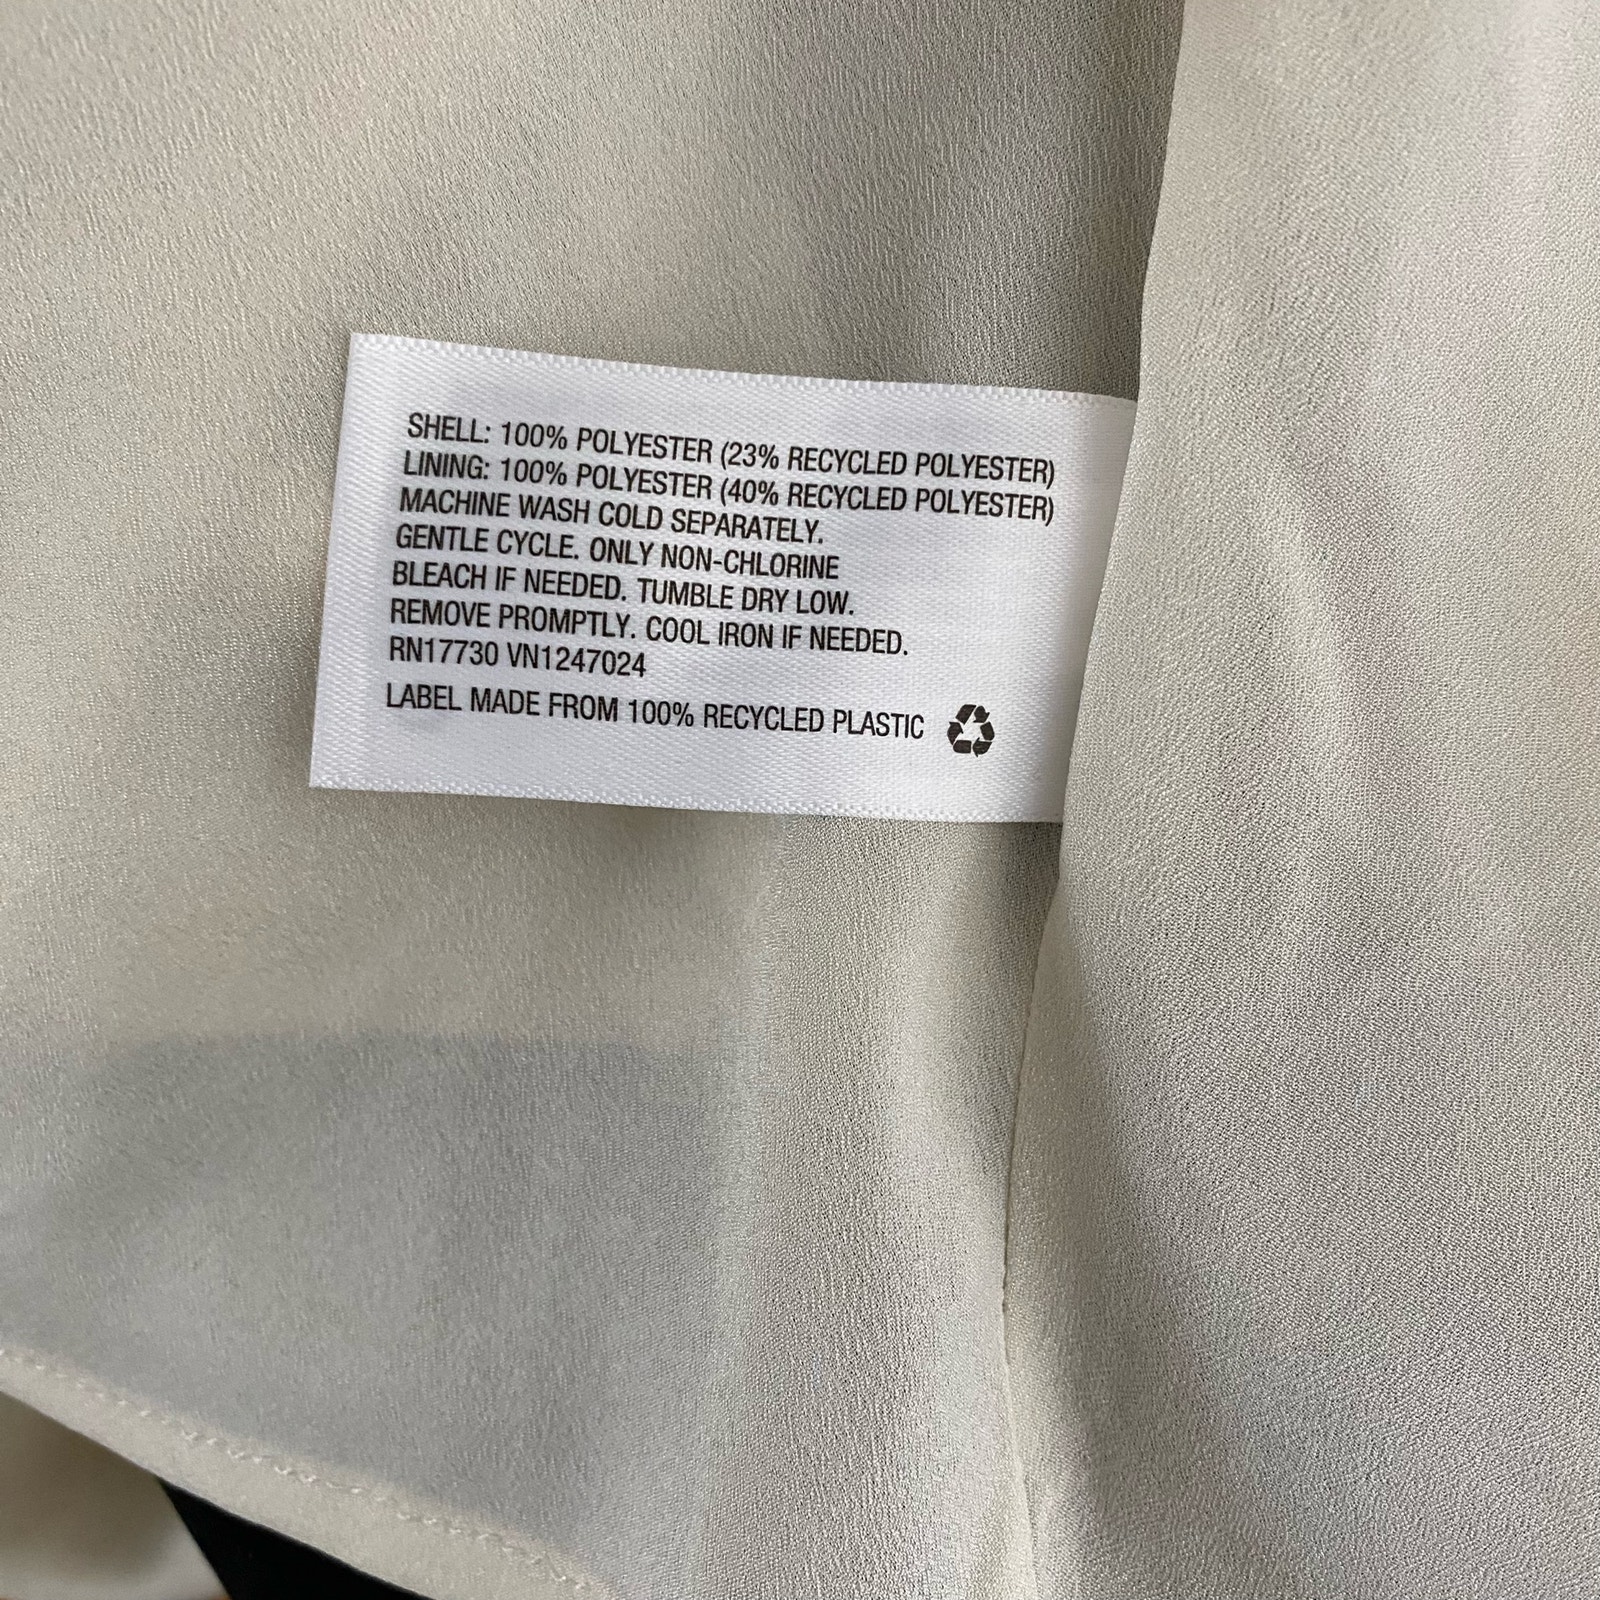 SHELL: 100% POLYESTER (23% RECYCLED POLYESTER)
LINING: 100% POLYESTER (40% RECYCLED POLYESTER)
MACHINE WASH COLD SEPARATELY.
GENTLE CYCLE. ONLY NON-CHLORINE
BLEACH IF NEEDED. TUMBLE DRY LOW.
REMOVE PROMPTLY. COOL IRON IF NEEDED.
RN17730 VN1247024
LABEL MADE FROM 100% RECYCLED PLASTIC